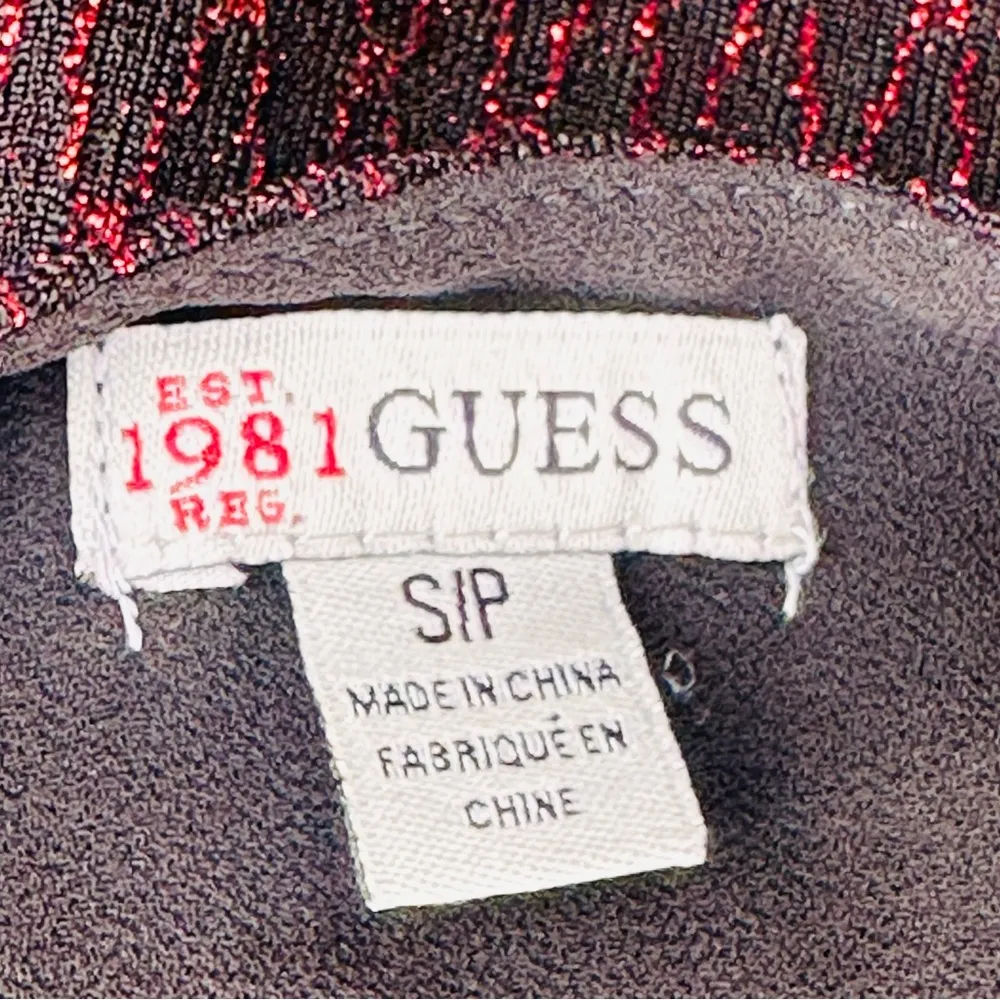 EST.
1981 GUESS
REG.
S/P
MADE IN CHINA
FABRIQUÉ EN
CHINE